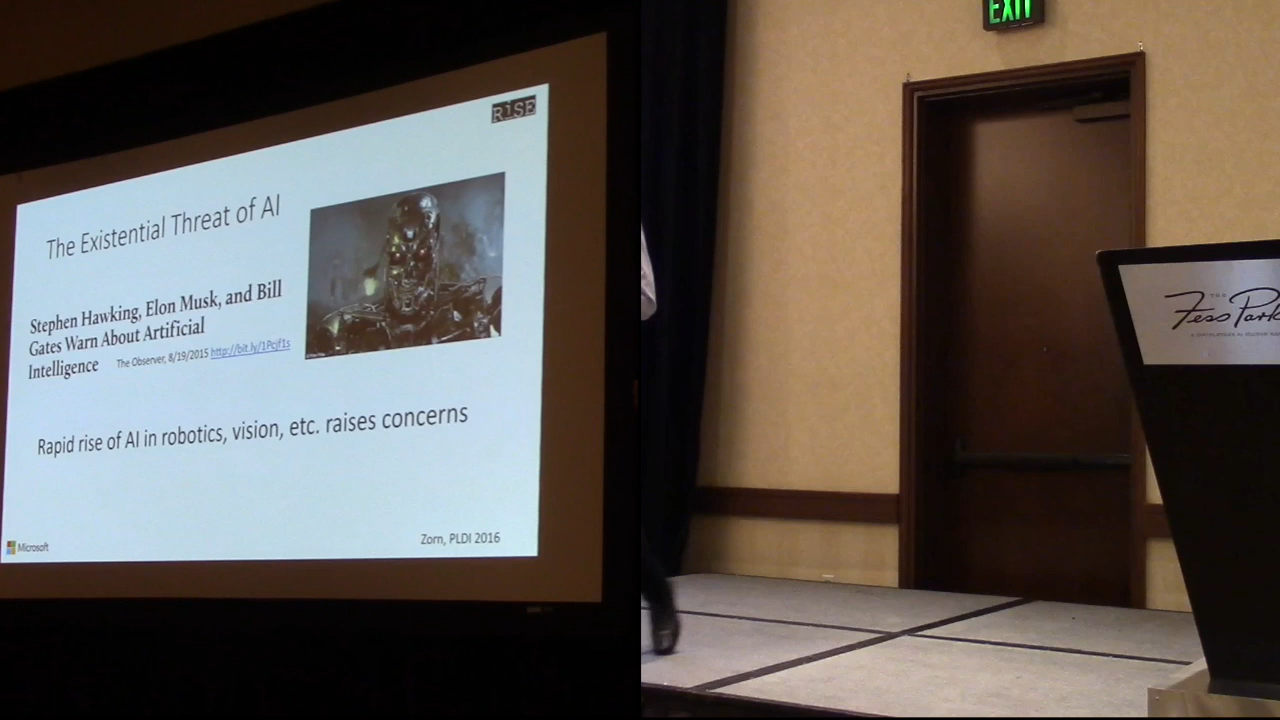 RiSE
The Existential Threat of AI
Stephen Hawking, Elon Musk, and Bill
Gates Warn About Artificial
Intelligence The Observer, 8/19/2015 http://bit.ly/1Pcjf1s
Rapid rise of AI in robotics, vision, etc. raises concerns
Microsoft
Zorn, PLDI 2016
EXIT
THE
Fess Park